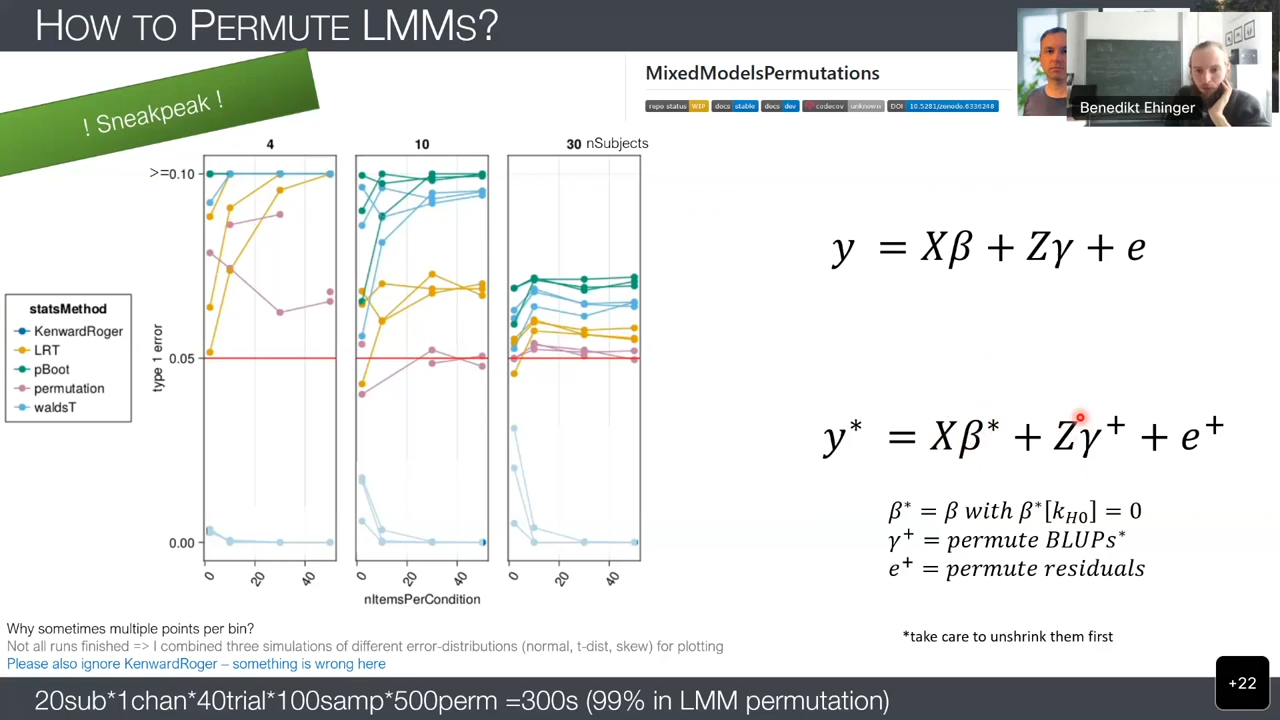 HOW TO PERMUTE LMMS?
! Sneakpeak !
MixedModelsPermutations
repo status WIP docs stable docs dev codecov unknown DOI 10.5281/zenodo.6336248
Benedikt Ehinger
4 10 30 nSubjects
>=0.10
0.05
0.00
type 1 error
statsMethod
KenwardRoger
LRT
pBoot
permutation
waldsT
0 20 40 0 20 40 0 20 40
nItemsPerCondition
y = Xβ + Zγ + e
y* = Xβ* + Zγ⁺ + e⁺
β* = β with β*[k_H0] = 0
γ⁺ = permute BLUPs*
e⁺ = permute residuals
*take care to unshrink them first
Why sometimes multiple points per bin?
Not all runs finished => I combined three simulations of different error-distributions (normal, t-dist, skew) for plotting
Please also ignore KenwardRoger – something is wrong here
20sub*1chan*40trial*100samp*500perm =300s (99% in LMM permutation)
+22